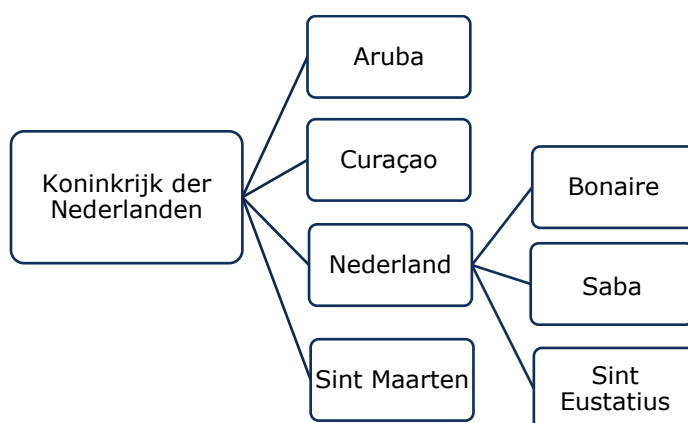 Koninkrijk der
Nederlanden
Aruba
Curaçao
Nederland
Sint Maarten
Bonaire
Saba
Sint
Eustatius